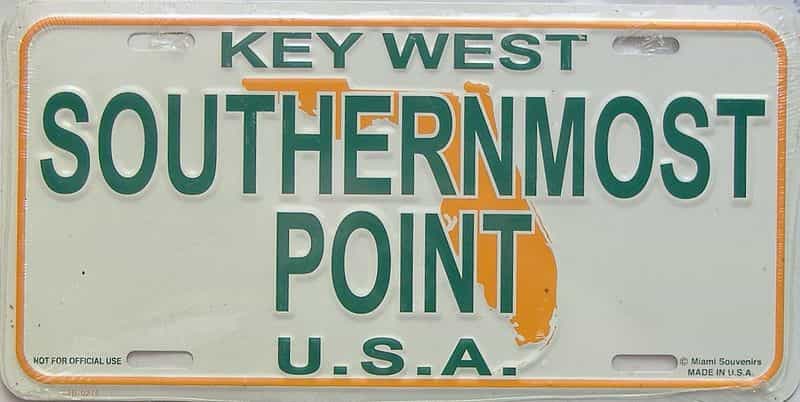 KEY WEST
SOUTHERNMOST
POINT
U.S.A.
NOT FOR OFFICIAL USE
© Miami Souvenirs
MADE IN U.S.A.